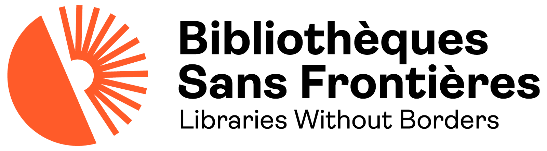 Bibliothèques
Sans Frontières
Libraries Without Borders